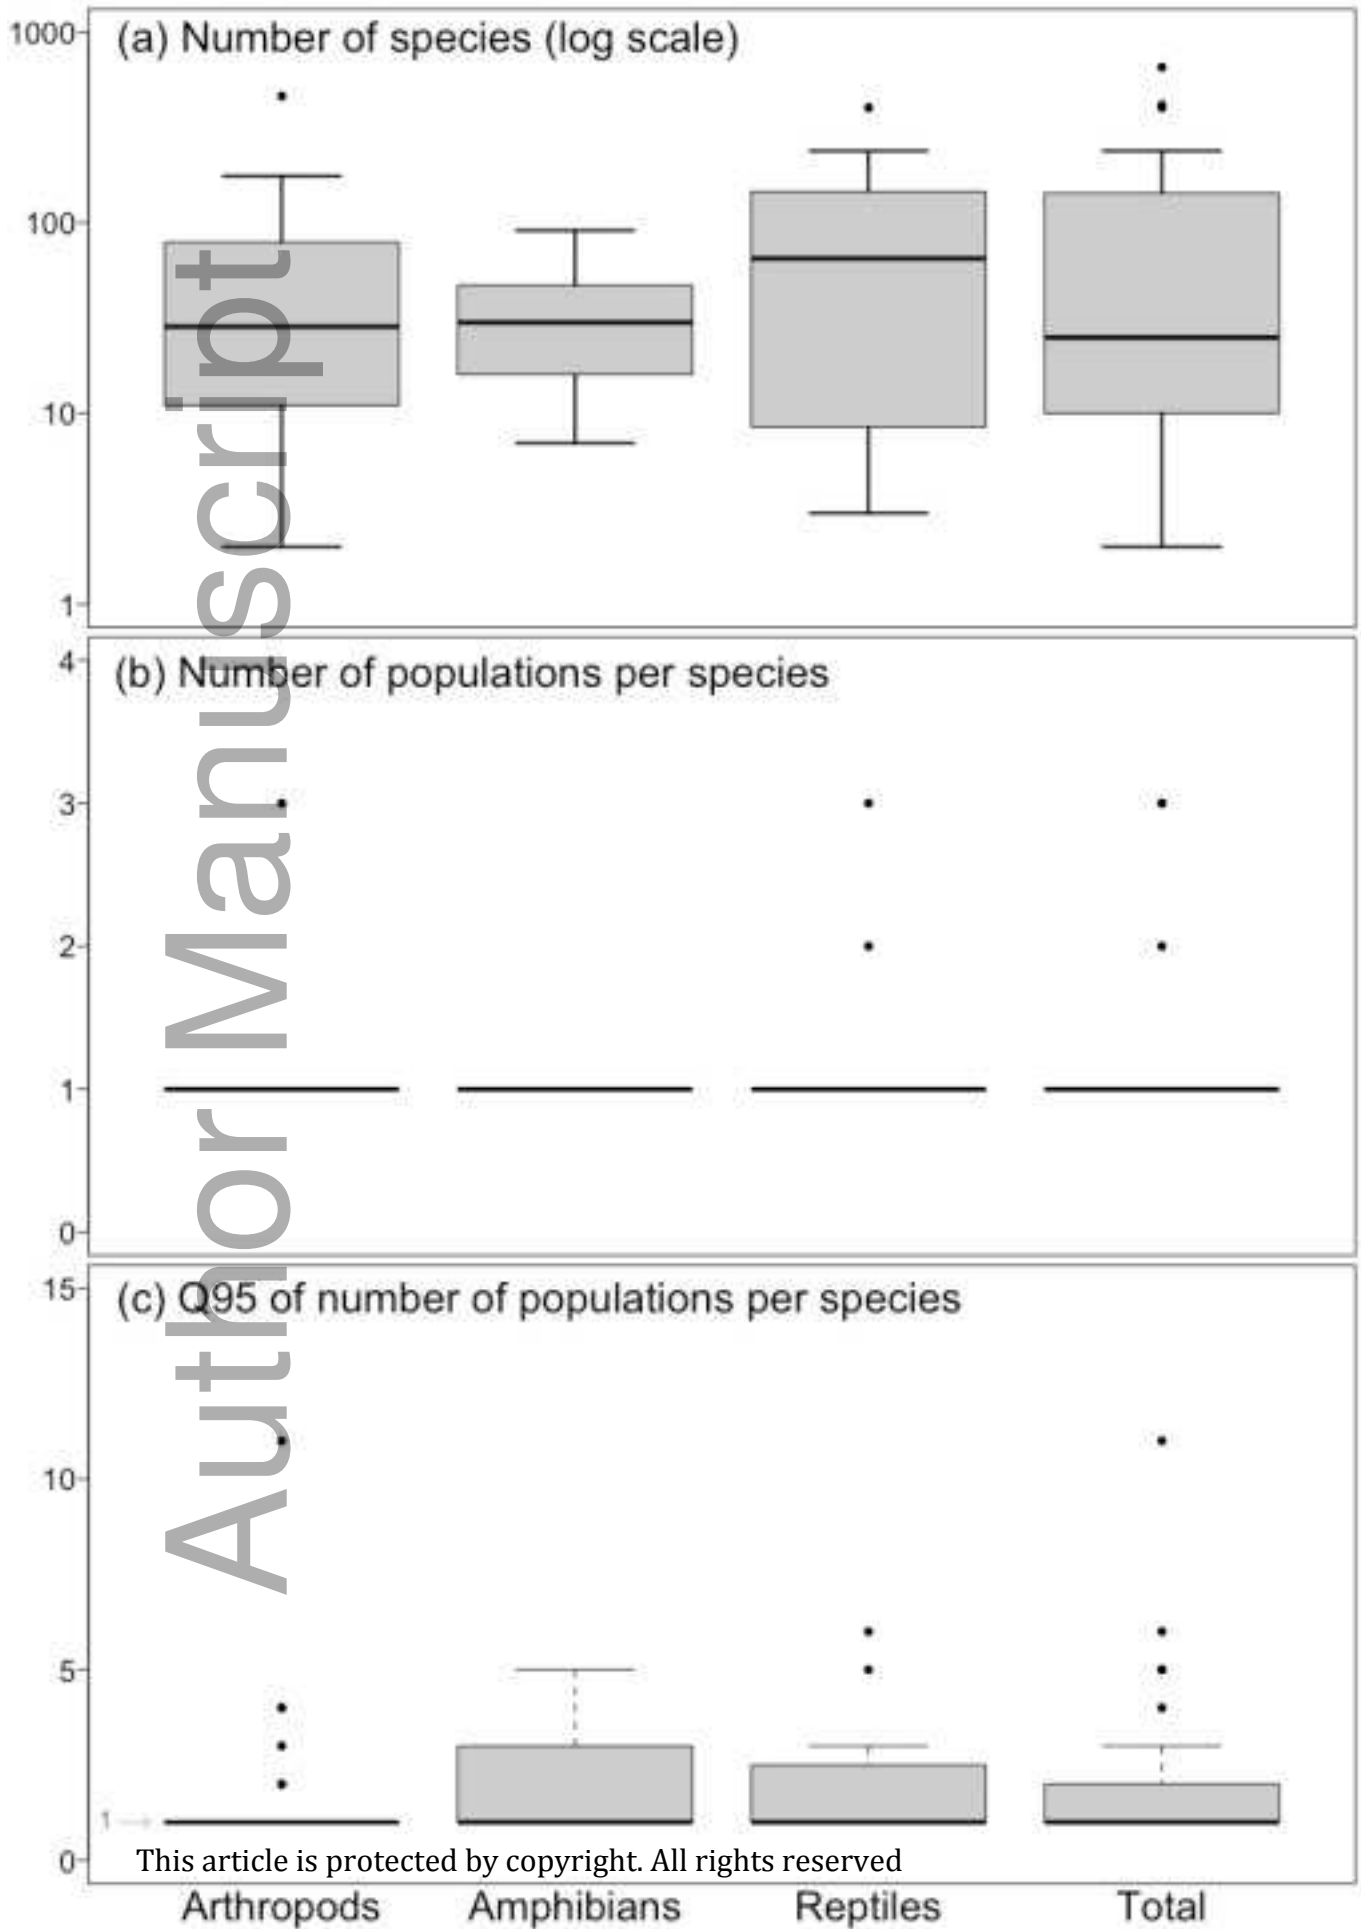 (a) Number of species (log scale)
1000
100
10
1
(b) Number of populations per species
4
3
2
1
0
(c) Q95 of number of populations per species
15
10
5
1
0
This article is protected by copyright. All rights reserved
Arthropods Amphibians Reptiles Total
Author Manuscript